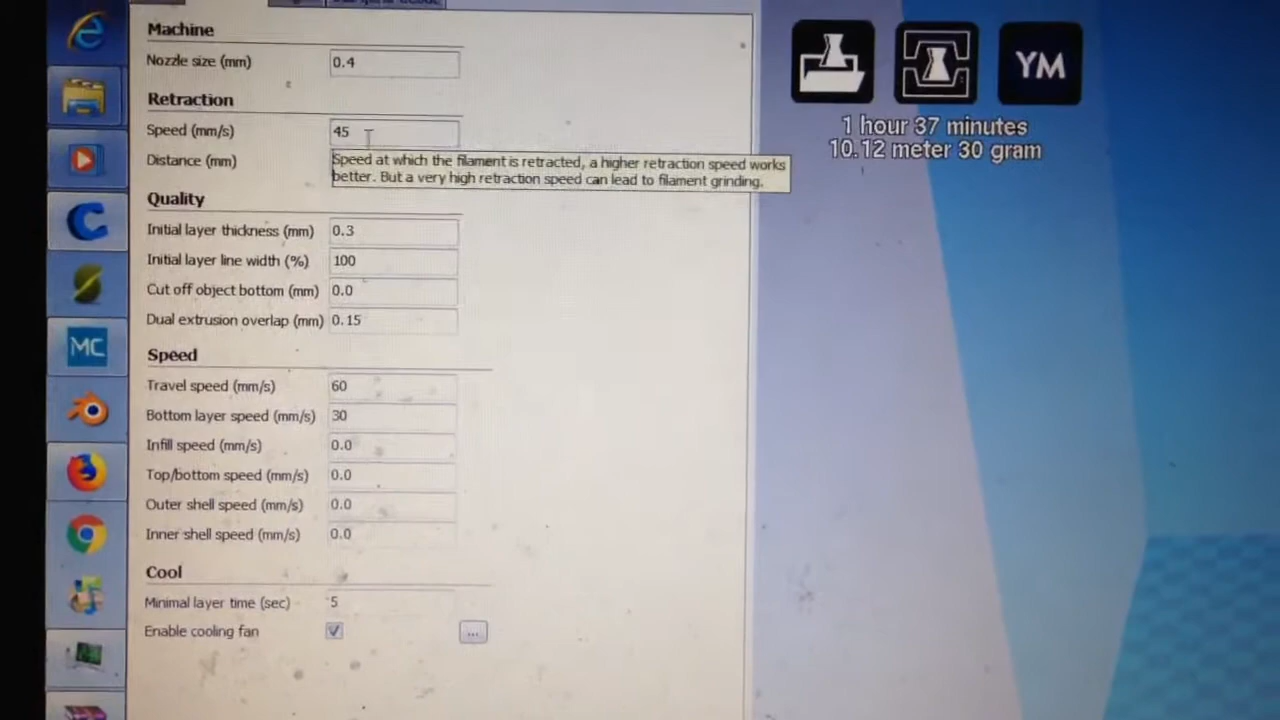 Machine
Nozzle size (mm) 0.4
Retraction
Speed (mm/s) 45
Distance (mm)
Speed at which the filament is retracted, a higher retraction speed works
better. But a very high retraction speed can lead to filament grinding.
Quality
Initial layer thickness (mm) 0.3
Initial layer line width (%) 100
Cut off object bottom (mm) 0.0
Dual extrusion overlap (mm) 0.15
Speed
Travel speed (mm/s) 60
Bottom layer speed (mm/s) 30
Infill speed (mm/s) 0.0
Top/bottom speed (mm/s) 0.0
Outer shell speed (mm/s) 0.0
Inner shell speed (mm/s) 0.0
Cool
Minimal layer time (sec) 5
Enable cooling fan ...
YM
1 hour 37 minutes
10.12 meter 30 gram
MC